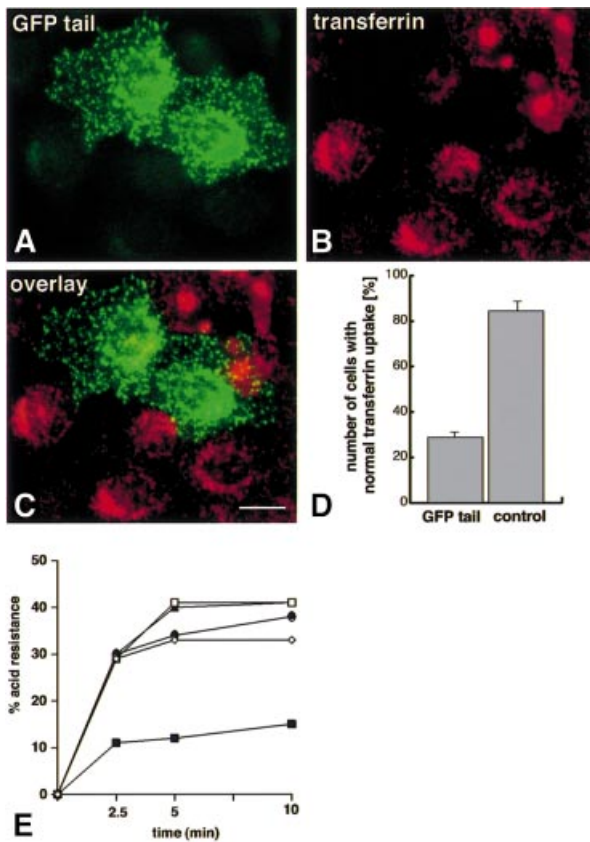 GFP tail
A
transferrin
B
overlay
C
number of cells with
normal transferrin uptake [%]
100
80
60
40
20
0
GFP tail
control
D
% acid resistance
50
40
30
20
10
0
2.5
5
10
time (min)
E